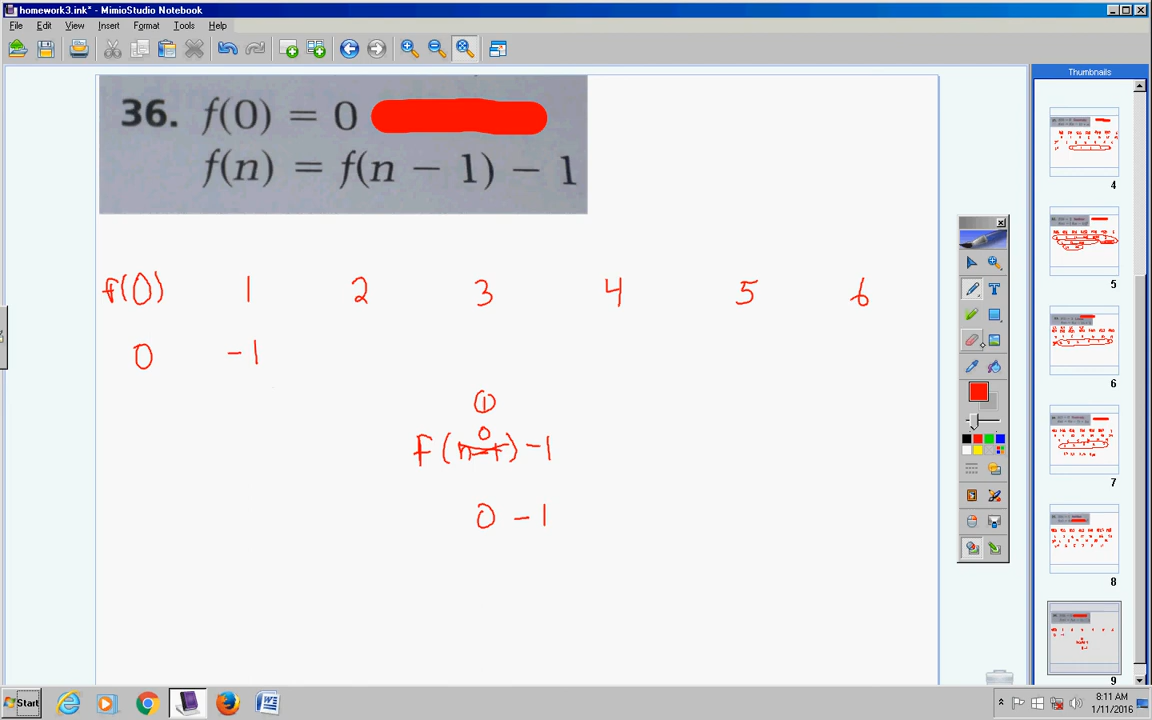 homework3.ink* - MimioStudio Notebook
File Edit View Insert Format Tools Help
Thumbnails
36. f(0) = 0
f(n) = f(n − 1) − 1
f(0) 1 2 3 4 5 6
0 -1
1
0
f(n-1) -1
0 -1
4
5
6
7
8
9
Start
8:11 AM
1/11/2016